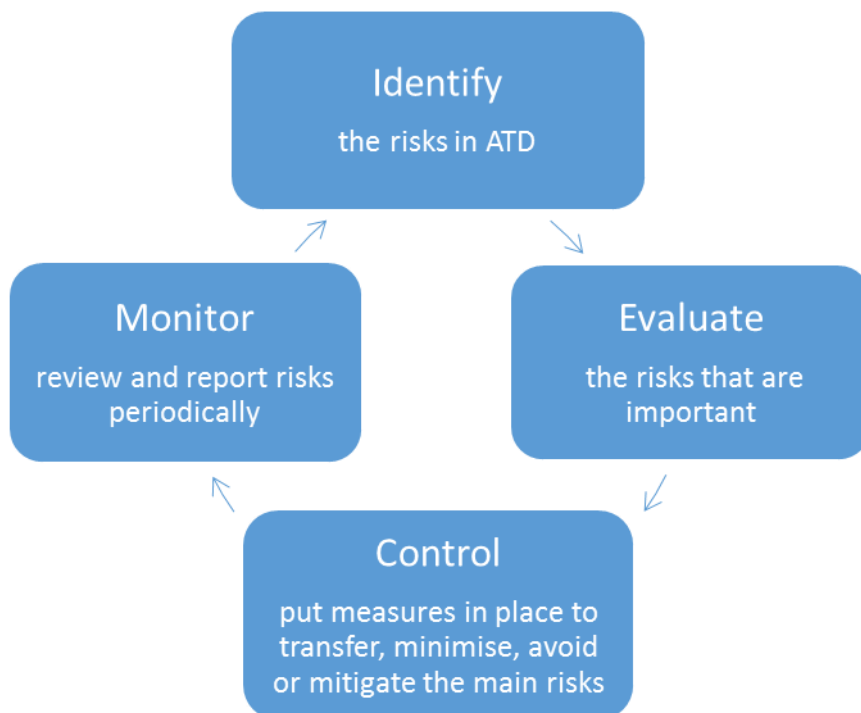 Identify
the risks in ATD
Monitor
review and report risks
periodically
Evaluate
the risks that are
important
Control
put measures in place to
transfer, minimise, avoid
or mitigate the main risks